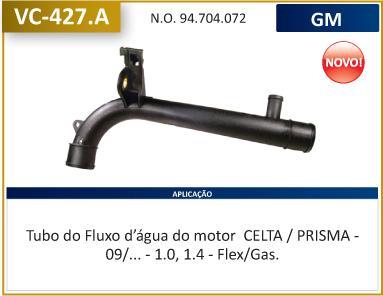 VC-427.A
N.O. 94.704.072
GM
NOVO!
APLICAÇÃO
Tubo do Fluxo d'água do motor CELTA / PRISMA -
09/... - 1.0, 1.4 - Flex/Gas.